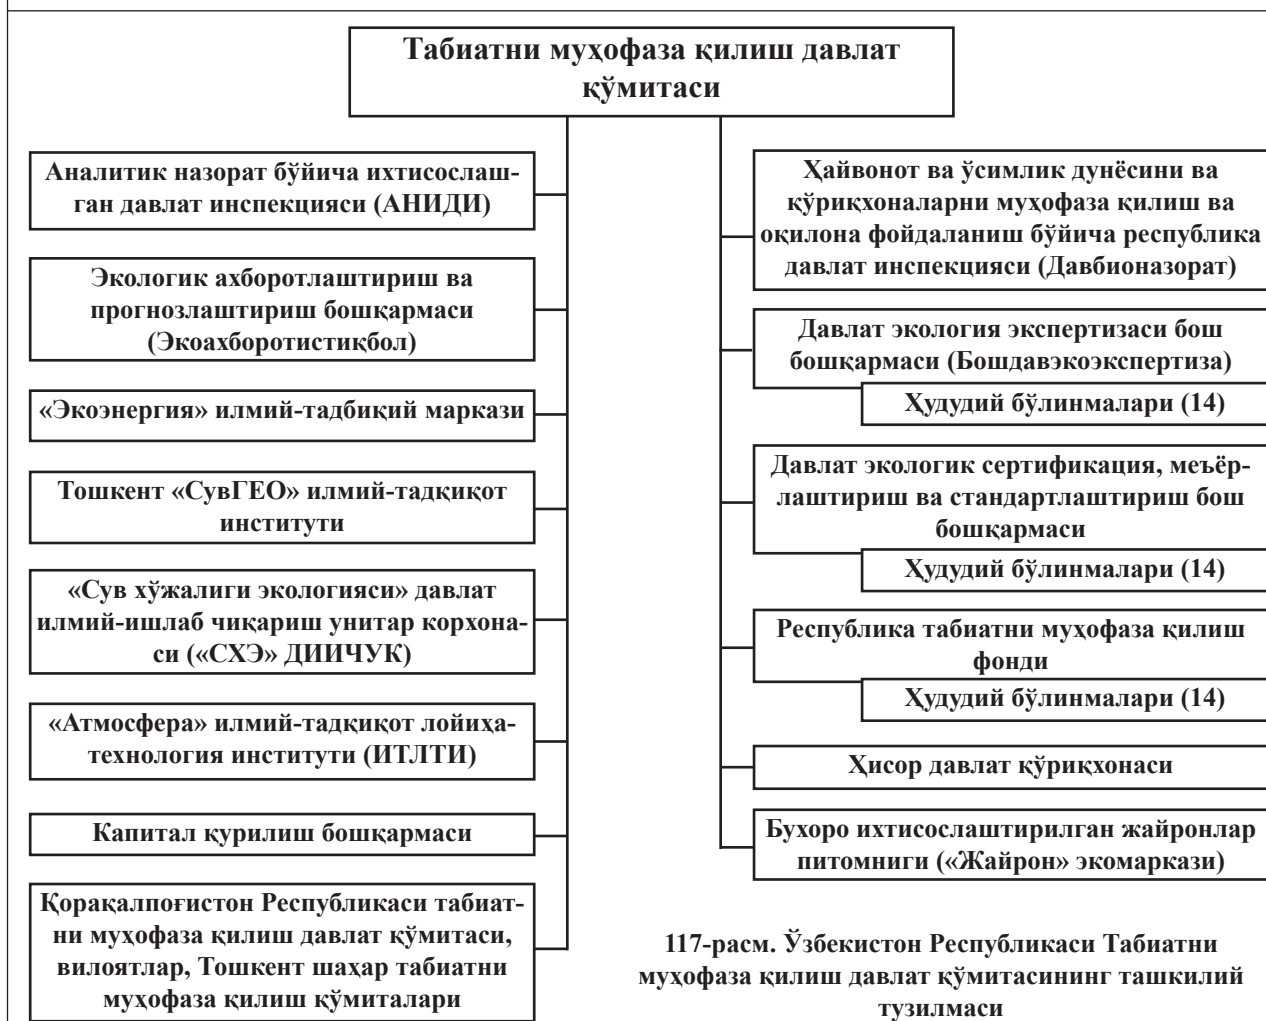 Табиатни муҳофаза қилиш давлат
қўмитаси
Аналитик назорат бўйича ихтисослаш-
ган давлат инспекцияси (АНИДИ)
Экологик ахборотлаштириш ва
прогнозлаштириш бошқармаси
(Экоахборотистиқбол)
«Экоэнергия» илмий-тадбиқий маркази
Тошкент «СувГЕО» илмий-тадқиқот
институти
«Сув хўжалиги экологияси» давлат
илмий-ишлаб чиқариш унитар корхона-
си («СХЭ» ДИИЧУК)
«Атмосфера» илмий-тадқиқот лойиҳа-
технология институти (ИТЛТИ)
Капитал қурилиш бошқармаси
Қорақалпоғистон Республикаси табиат-
ни муҳофаза қилиш давлат қўмитаси,
вилоятлар, Тошкент шаҳар табиатни
муҳофаза қилиш қўмиталари
Ҳайвонот ва ўсимлик дунёсини ва
қўриқхоналарни муҳофаза қилиш ва
оқилона фойдаланиш бўйича республика
давлат инспекцияси (Давбионазорат)
Давлат экология экспертизаси бош
бошқармаси (Бошдавэкоэкспертиза)
Ҳудудий бўлинмалари (14)
Давлат экологик сертификация, меъёр-
лаштириш ва стандартлаштириш бош
бошқармаси
Ҳудудий бўлинмалари (14)
Республика табиатни муҳофаза қилиш
фонди
Ҳудудий бўлинмалари (14)
Ҳисор давлат қўриқхонаси
Бухоро ихтисослаштирилган жайронлар
питомниги («Жайрон» экомаркази)
117-расм. Ўзбекистон Республикаси Табиатни
муҳофаза қилиш давлат қўмитасининг ташкилий
тузилмаси